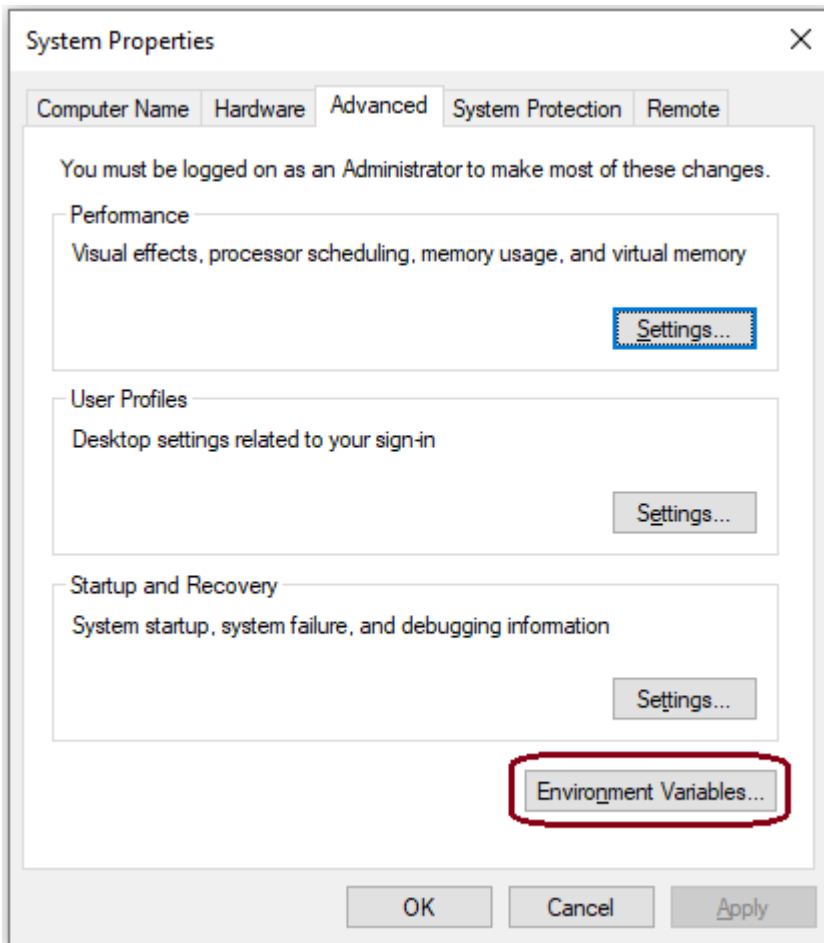 System Properties
Computer Name Hardware Advanced System Protection Remote
You must be logged on as an Administrator to make most of these changes.
Performance
Visual effects, processor scheduling, memory usage, and virtual memory
Settings...
User Profiles
Desktop settings related to your sign-in
Settings...
Startup and Recovery
System startup, system failure, and debugging information
Settings...
Environment Variables...
OK Cancel Apply